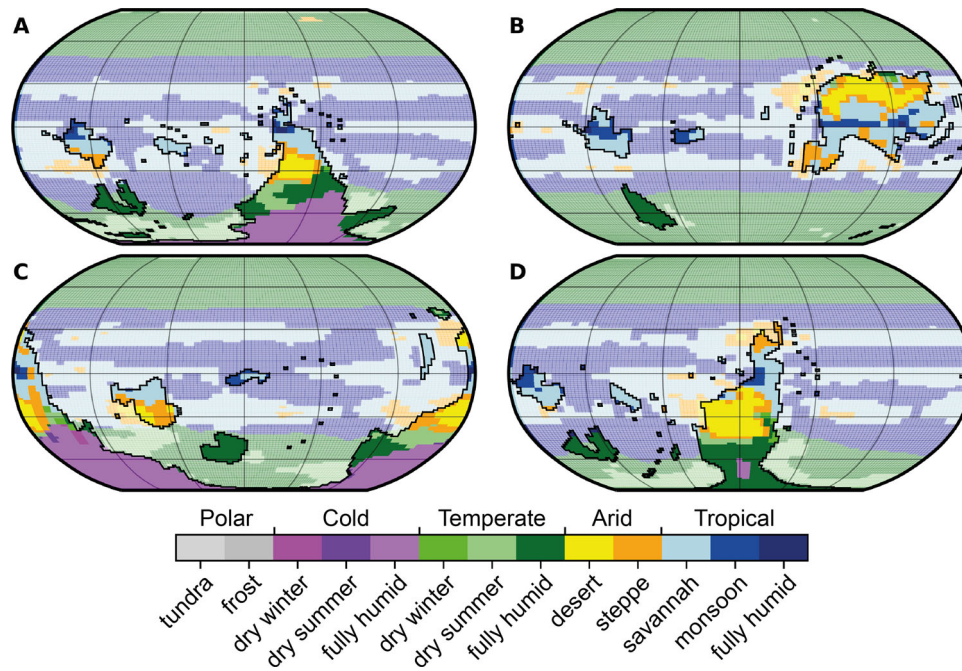 A
B
C
D
Polar Cold Temperate Arid Tropical
tundra
frost
dry winter
dry summer
fully humid
dry winter
dry summer
fully humid
desert
steppe
savannah
monsoon
fully humid